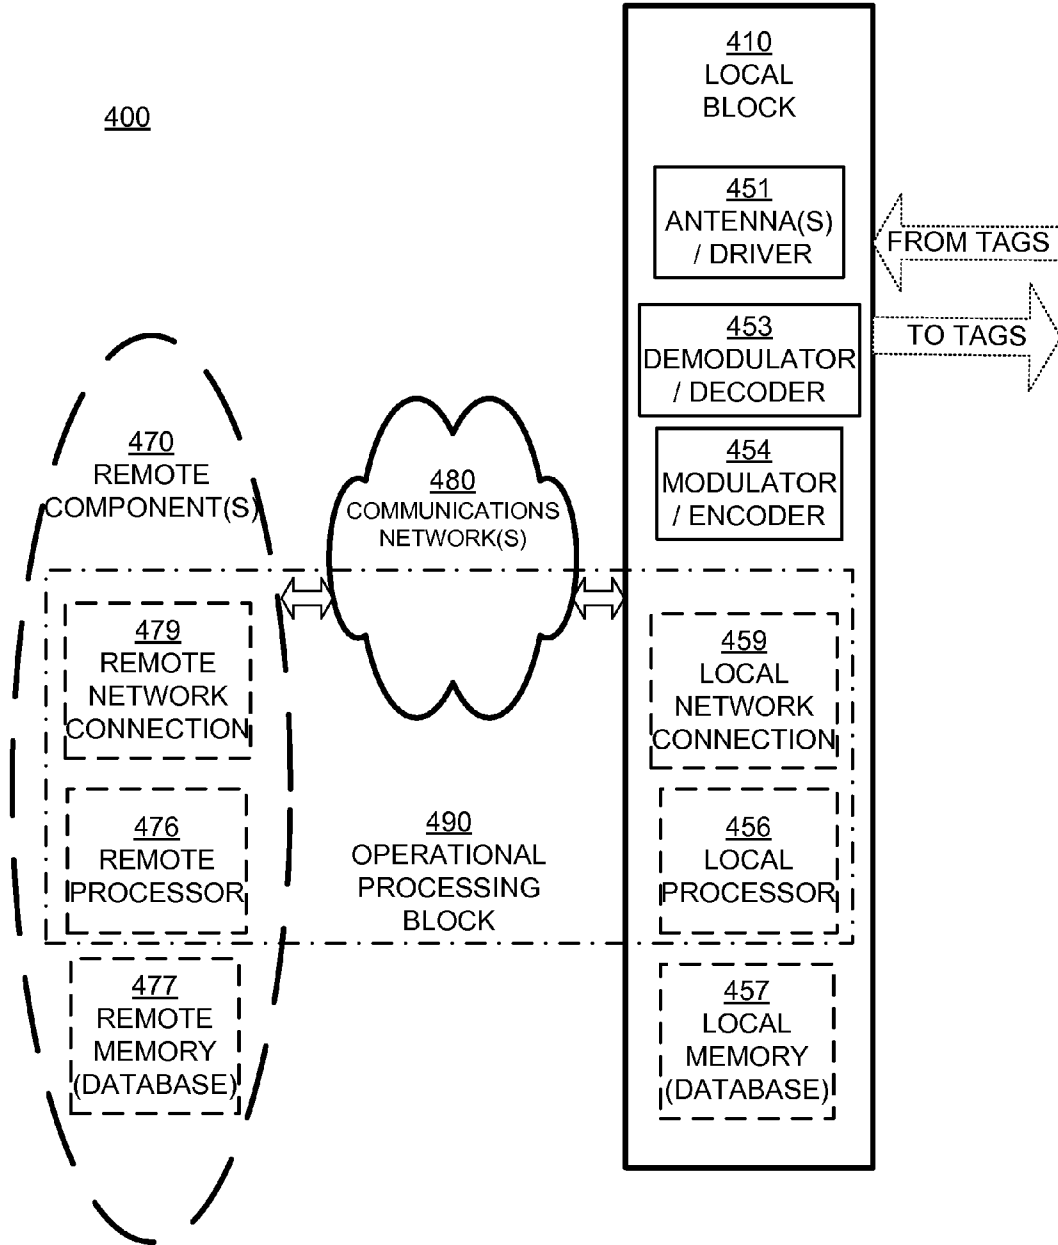 400
410
LOCAL
BLOCK
451
ANTENNA(S)
/ DRIVER
FROM TAGS
453
DEMODULATOR
/ DECODER
TO TAGS
454
MODULATOR
/ ENCODER
470
REMOTE
COMPONENT(S)
480
COMMUNICATIONS
NETWORK(S)
479
REMOTE
NETWORK
CONNECTION
459
LOCAL
NETWORK
CONNECTION
476
REMOTE
PROCESSOR
490
OPERATIONAL
PROCESSING
BLOCK
456
LOCAL
PROCESSOR
477
REMOTE
MEMORY
(DATABASE)
457
LOCAL
MEMORY
(DATABASE)